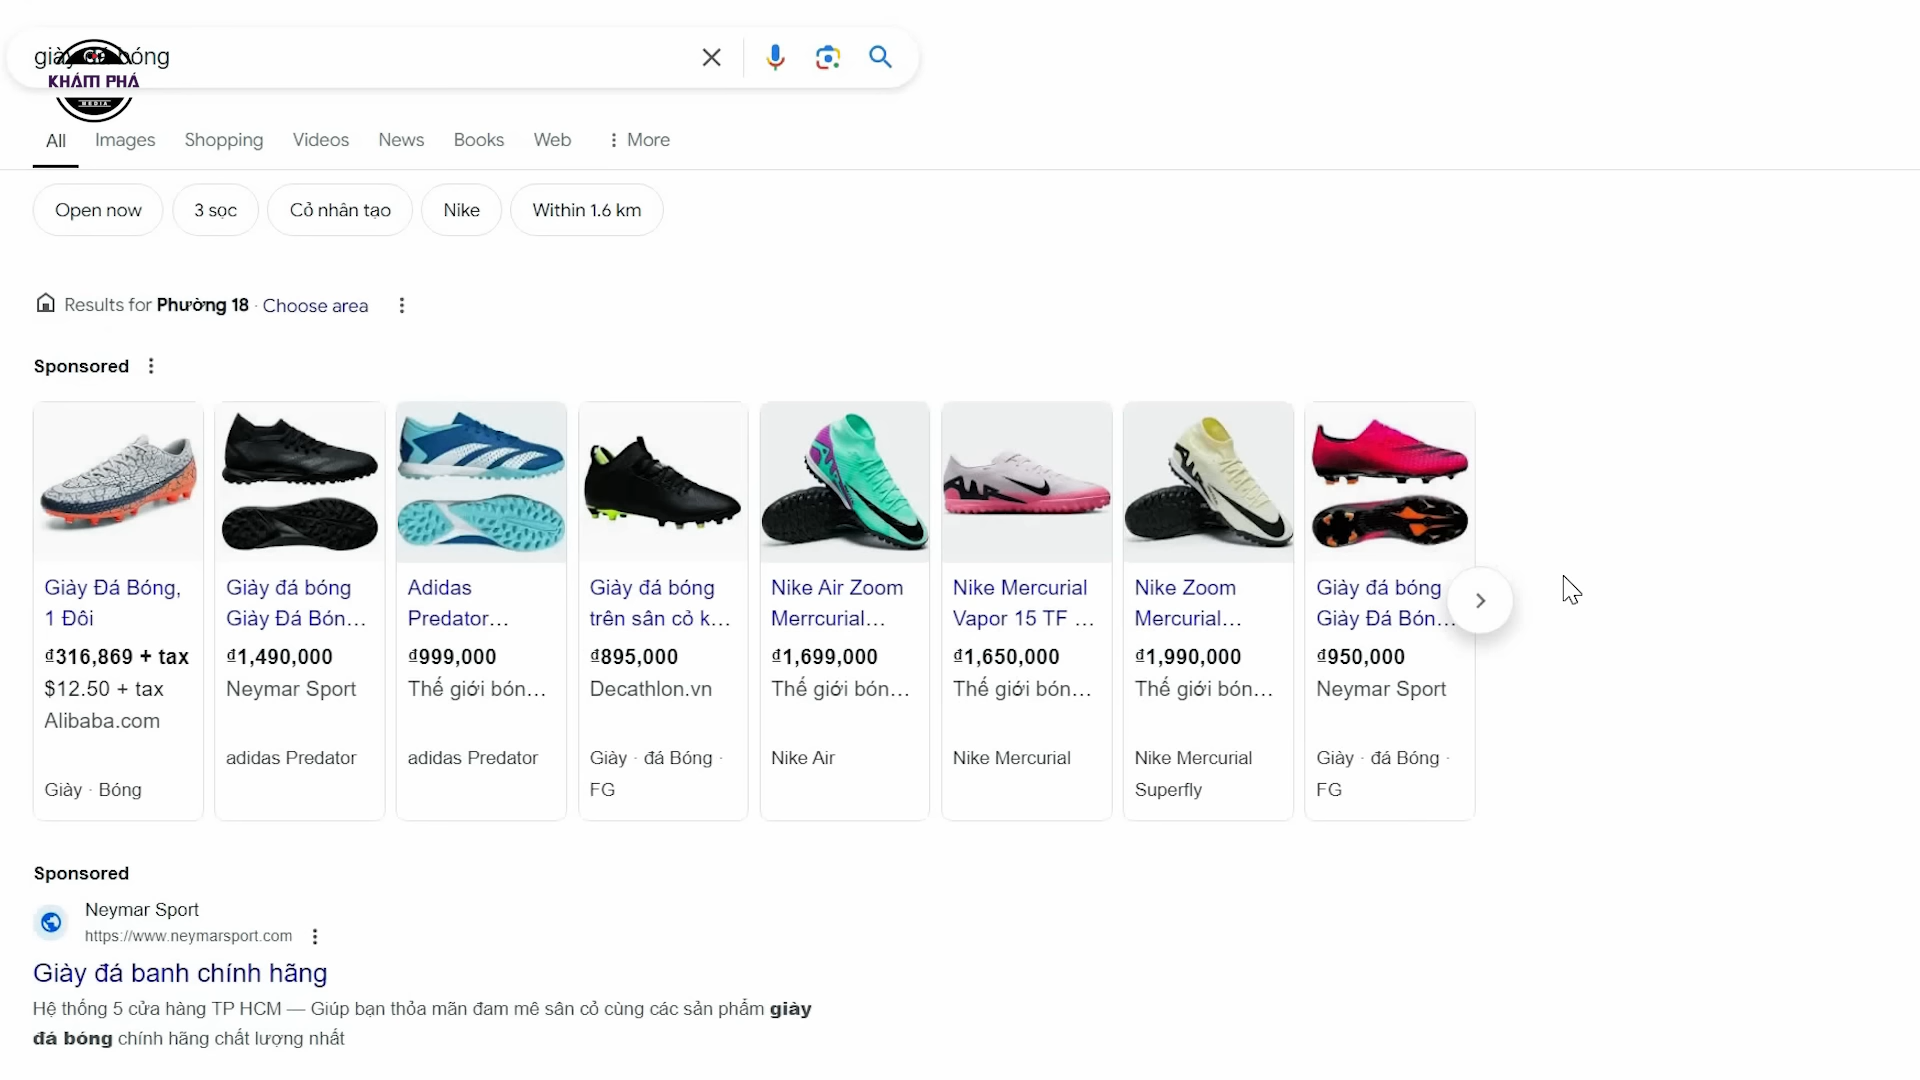 giày đá bóng
KHÁM PHÁ
MEDIA
All Images Shopping Videos News Books Web More
Open now 3 sọc Cỏ nhân tạo Nike Within 1.6 km
Results for Phường 18 · Choose area
Sponsored
Giày Đá Bóng,
1 Đôi
₫316,869 + tax
$12.50 + tax
Alibaba.com
Giày · Bóng
Giày đá bóng
Giày Đá Bón...
₫1,490,000
Neymar Sport
adidas Predator
Adidas
Predator...
₫999,000
Thế giới bón...
adidas Predator
Giày đá bóng
trên sân cỏ k...
₫895,000
Decathlon.vn
Giày · đá Bóng ·
FG
Nike Air Zoom
Merrcurial...
₫1,699,000
Thế giới bón...
Nike Air
Nike Mercurial
Vapor 15 TF ...
₫1,650,000
Thế giới bón...
Nike Mercurial
Nike Zoom
Mercurial...
₫1,990,000
Thế giới bón...
Nike Mercurial
Superfly
Giày đá bóng
Giày Đá Bón...
₫950,000
Neymar Sport
Giày · đá Bóng ·
FG
Sponsored
Neymar Sport
https://www.neymarsport.com
Giày đá banh chính hãng
Hệ thống 5 cửa hàng TP HCM — Giúp bạn thỏa mãn đam mê sân cỏ cùng các sản phẩm giày
đá bóng chính hãng chất lượng nhất